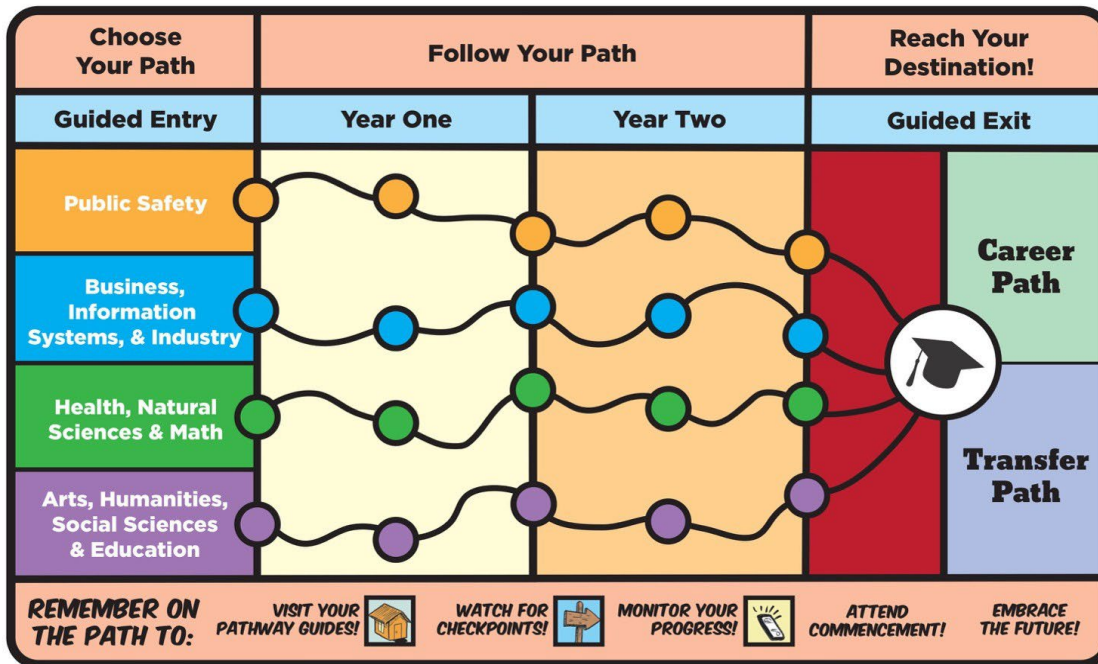 Choose
Your Path
Follow Your Path
Reach Your
Destination!
Guided Entry
Year One
Year Two
Guided Exit
Public Safety
Business,
Information
Systems, & Industry
Health, Natural
Sciences & Math
Arts, Humanities,
Social Sciences
& Education
Career
Path
Transfer
Path
REMEMBER ON
THE PATH TO:
VISIT YOUR
PATHWAY GUIDES!
WATCH FOR
CHECKPOINTS!
MONITOR YOUR
PROGRESS!
ATTEND
COMMENCEMENT!
EMBRACE
THE FUTURE!